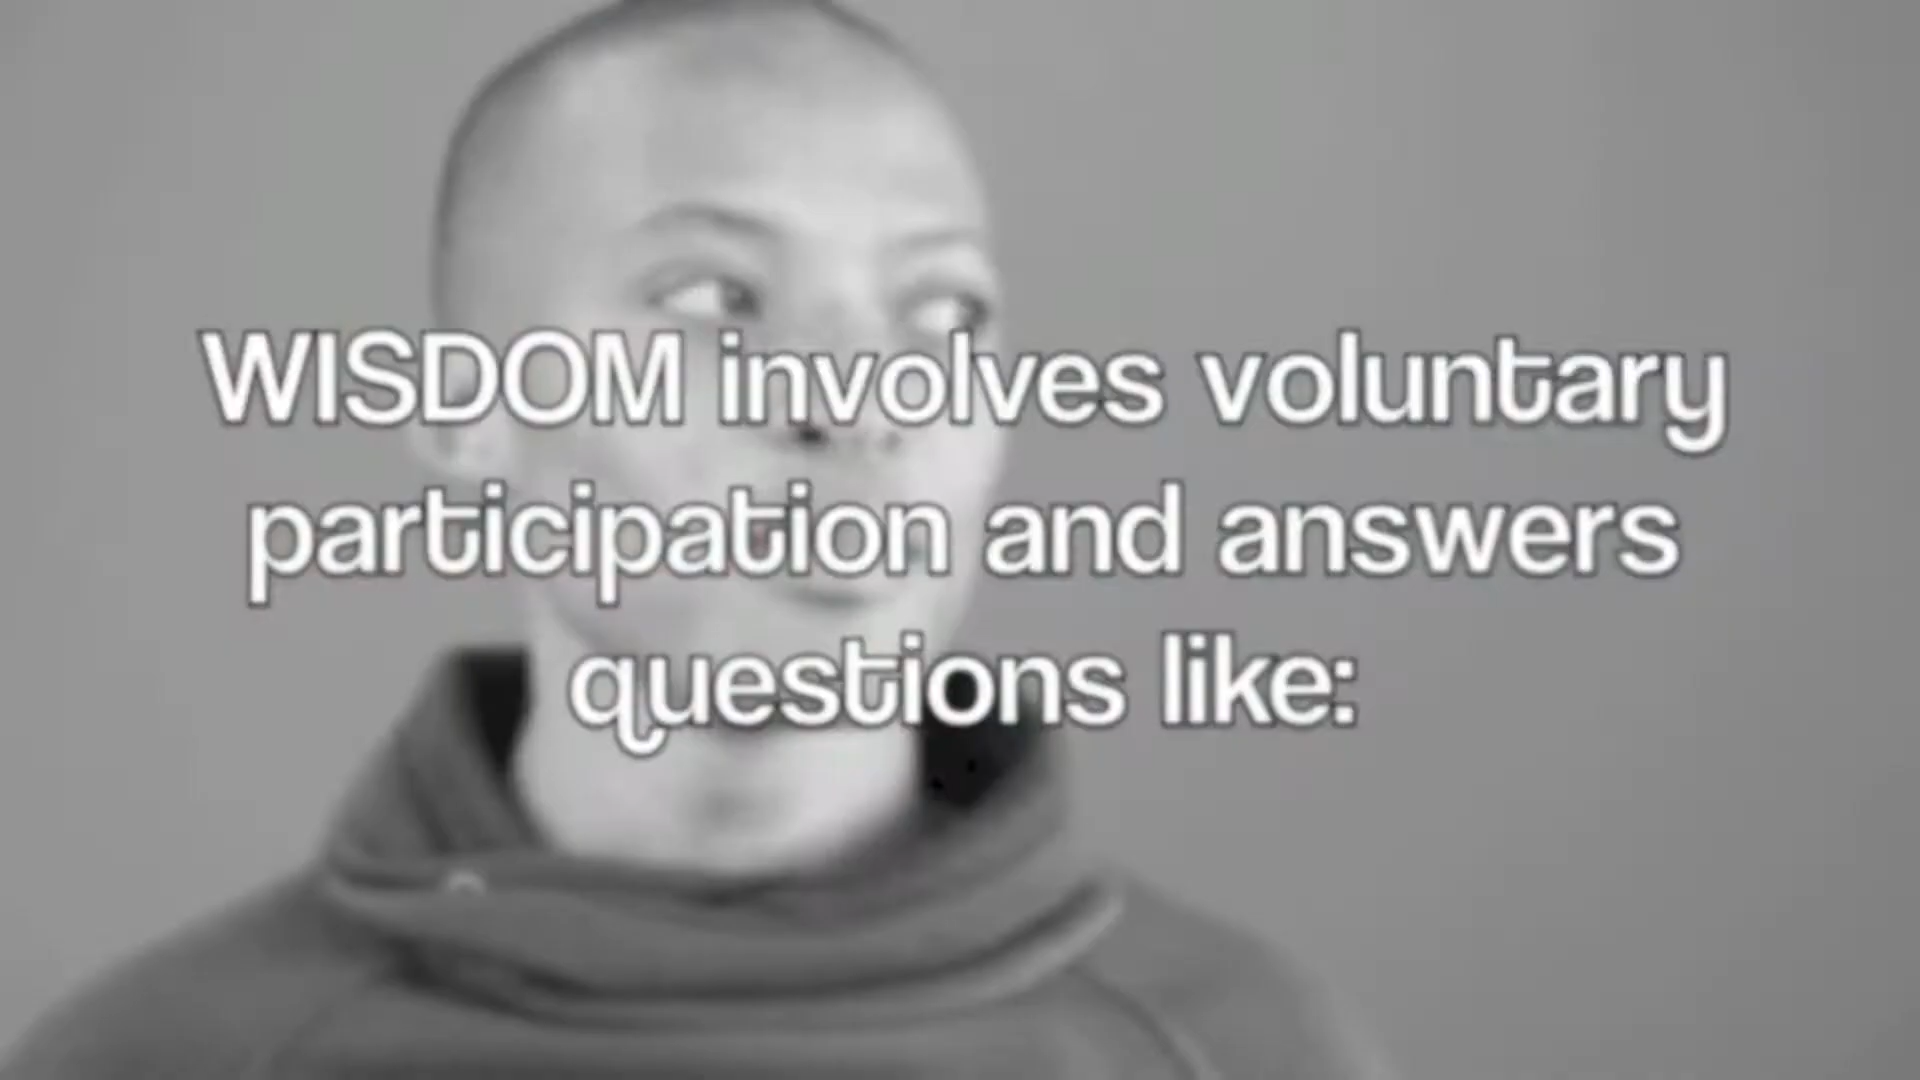 WISDOM involves voluntary
participation and answers
questions like: